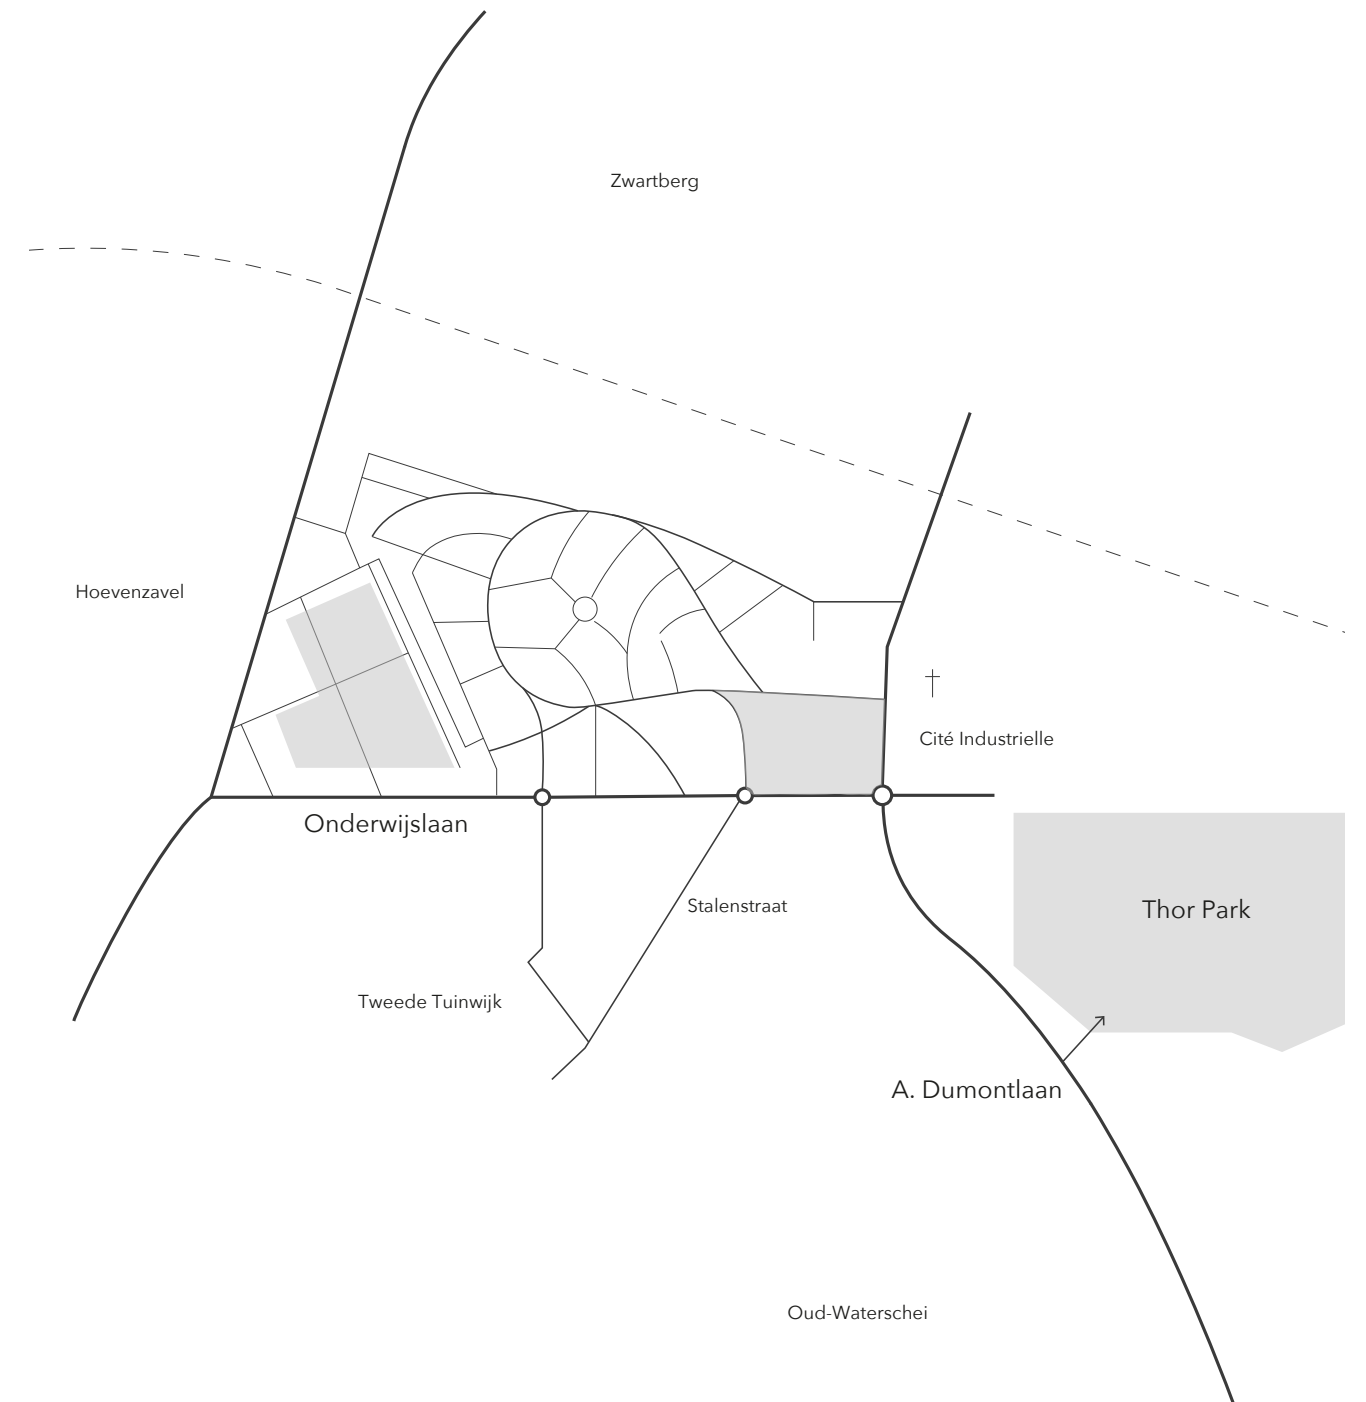 Zwartberg
Hoevenzavel
Cité Industrielle
Onderwijslaan
Stalenstraat
Thor Park
Tweede Tuinwijk
A. Dumontlaan
Oud-Waterschei